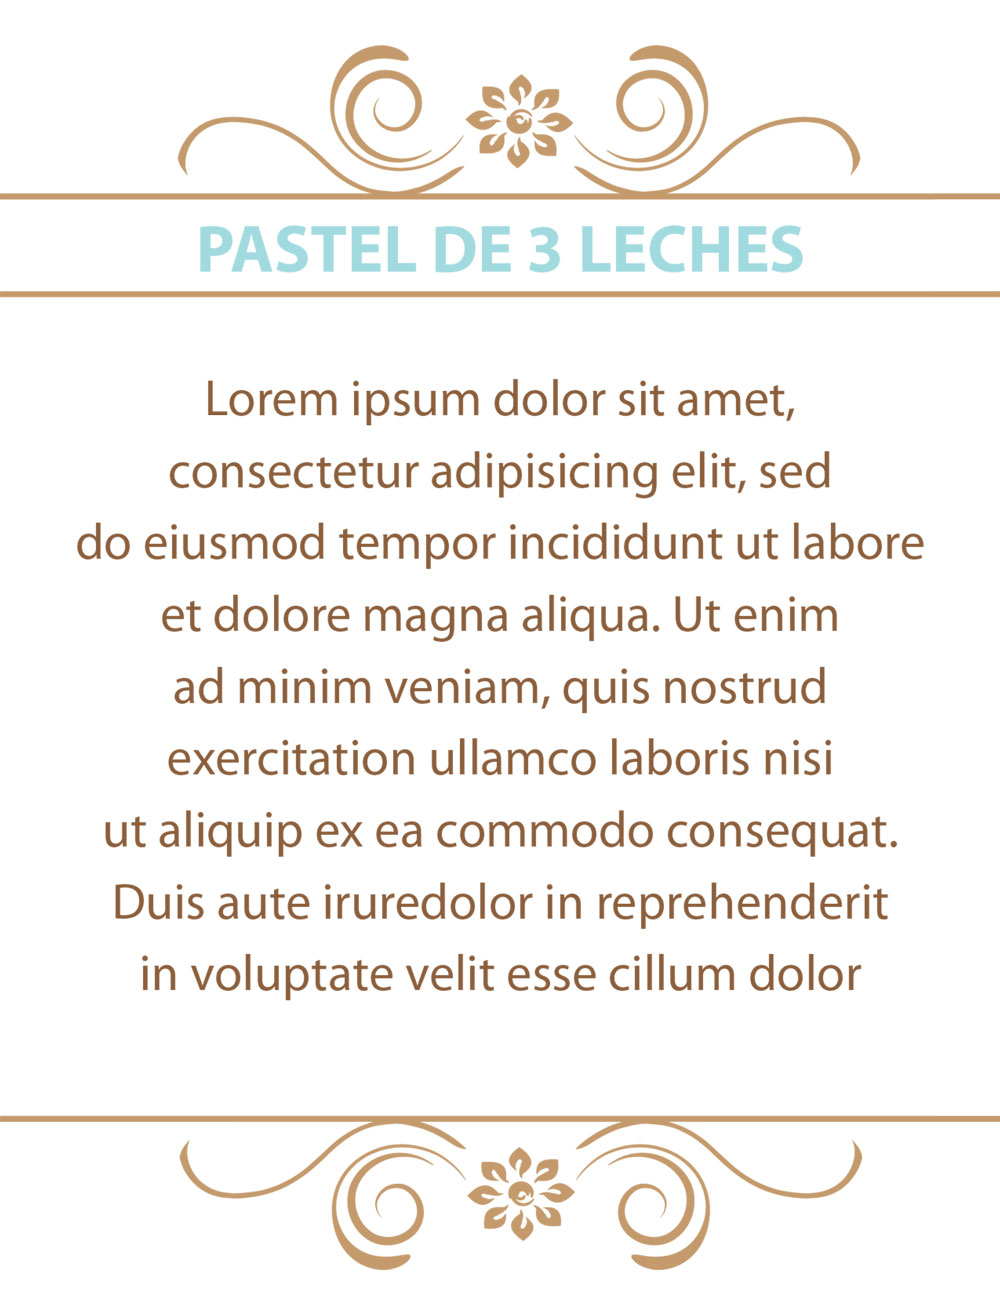 PASTEL DE 3 LECHES
Lorem ipsum dolor sit amet,
consectetur adipisicing elit, sed
do eiusmod tempor incididunt ut labore
et dolore magna aliqua. Ut enim
ad minim veniam, quis nostrud
exercitation ullamco laboris nisi
ut aliquip ex ea commodo consequat.
Duis aute iruredolor in reprehenderit
in voluptate velit esse cillum dolor